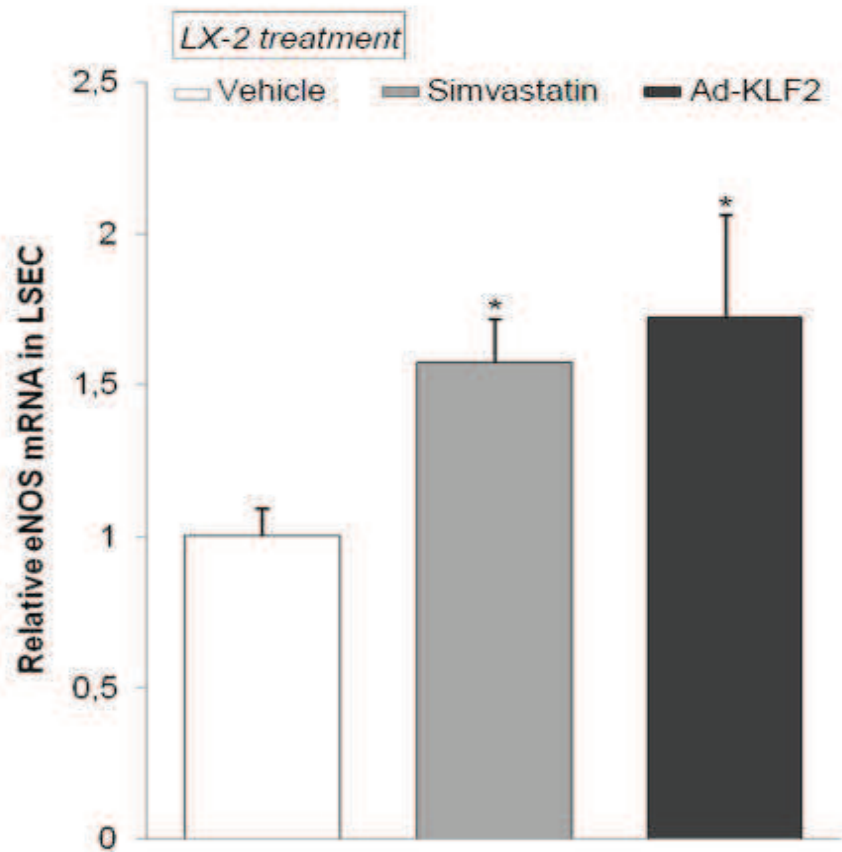 LX-2 treatment
Vehicle Simvastatin Ad-KLF2
2,5
2
1,5
1
0,5
0
Relative eNOS mRNA in LSEC
*
*